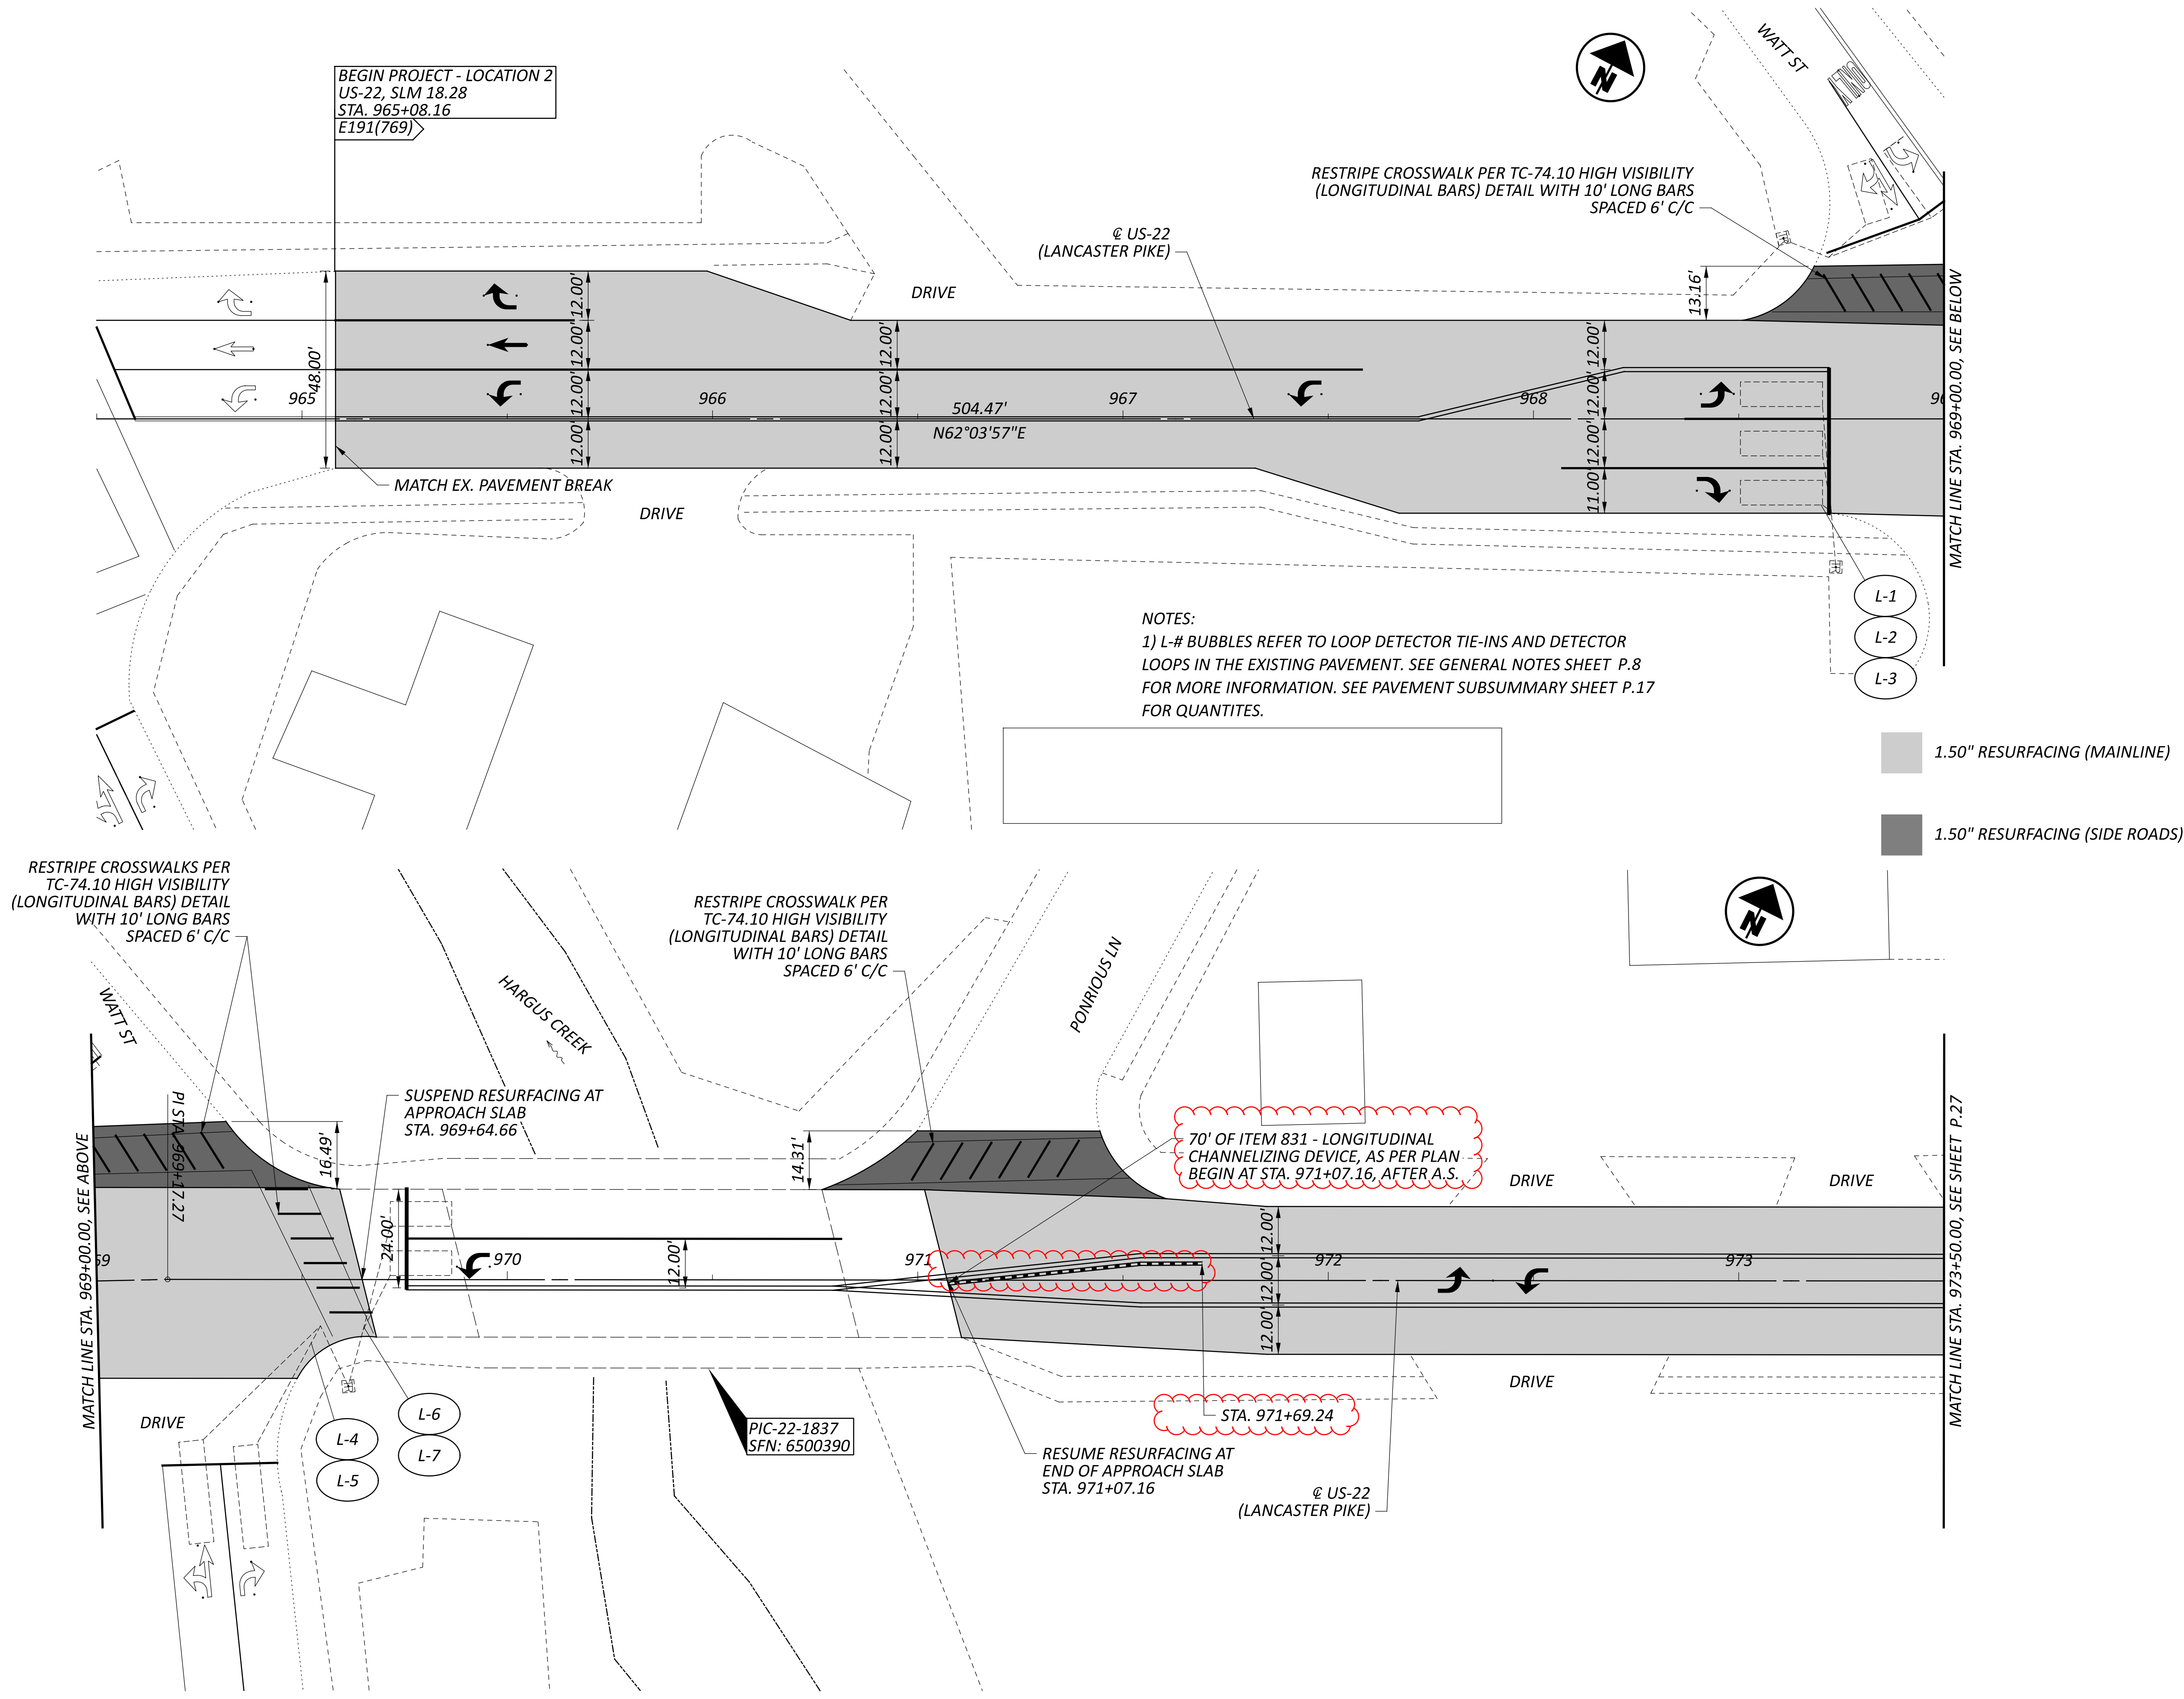 BEGIN PROJECT - LOCATION 2
US-22, SLM 18.28
STA. 965+08.16
E191(769)
N
WATT ST
ONLY
RESTRIPE CROSSWALK PER TC-74.10 HIGH VISIBILITY
(LONGITUDINAL BARS) DETAIL WITH 10' LONG BARS
SPACED 6' C/C
℄ US-22
(LANCASTER PIKE)
DRIVE
13.16'
48.00'
12.00'
12.00'
12.00'
12.00'
12.00'
12.00'
12.00'
12.00'
12.00'
12.00'
11.00'
965
966
967
968
96
504.47'
N62°03'57"E
MATCH EX. PAVEMENT BREAK
DRIVE
MATCH LINE STA. 969+00.00, SEE BELOW
L-1
L-2
L-3
NOTES:
1) L-# BUBBLES REFER TO LOOP DETECTOR TIE-INS AND DETECTOR
LOOPS IN THE EXISTING PAVEMENT. SEE GENERAL NOTES SHEET P.8
FOR MORE INFORMATION. SEE PAVEMENT SUBSUMMARY SHEET P.17
FOR QUANTITES.
1.50" RESURFACING (MAINLINE)
1.50" RESURFACING (SIDE ROADS)
RESTRIPE CROSSWALKS PER
TC-74.10 HIGH VISIBILITY
(LONGITUDINAL BARS) DETAIL
WITH 10' LONG BARS
SPACED 6' C/C
RESTRIPE CROSSWALK PER
TC-74.10 HIGH VISIBILITY
(LONGITUDINAL BARS) DETAIL
WITH 10' LONG BARS
SPACED 6' C/C
N
WATT ST
HARGUS CREEK
PONRIOUS LN
SUSPEND RESURFACING AT
APPROACH SLAB
STA. 969+64.66
PI STA. 969+17.27
16.49'
14.31'
70' OF ITEM 831 - LONGITUDINAL
CHANNELIZING DEVICE, AS PER PLAN
BEGIN AT STA. 971+07.16, AFTER A.S.
DRIVE
DRIVE
MATCH LINE STA. 969+00.00, SEE ABOVE
24.00'
12.00'
12.00'
12.00'
12.00'
69
970
971
972
973
MATCH LINE STA. 973+50.00, SEE SHEET P.27
DRIVE
DRIVE
L-6
L-7
L-4
L-5
PIC-22-1837
SFN: 6500390
STA. 971+69.24
RESUME RESURFACING AT
END OF APPROACH SLAB
STA. 971+07.16
℄ US-22
(LANCASTER PIKE)